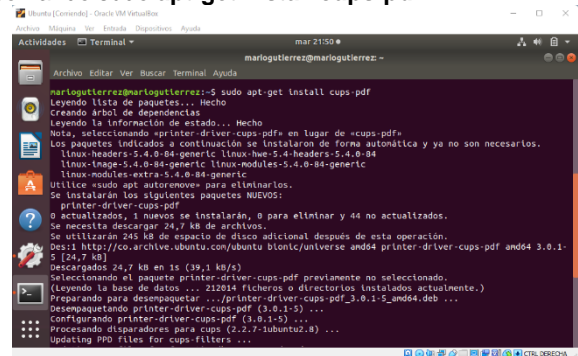 Ubuntu [Corriendo] - Oracle VM VirtualBox
Archivo Máquina Ver Entrada Dispositivos Ayuda
Actividades Terminal mar 21:50
mariogutierrez@mariogutierrez: ~
Archivo Editar Ver Buscar Terminal Ayuda
mariogutierrez@mariogutierrez:~$ sudo apt-get install cups-pdf
Leyendo lista de paquetes... Hecho
Creando árbol de dependencias
Leyendo la información de estado... Hecho
Nota, seleccionando «printer-driver-cups-pdf» en lugar de «cups-pdf»
Los paquetes indicados a continuación se instalaron de forma automática y ya no son necesarios.
linux-headers-5.4.0-84-generic linux-hwe-5.4-headers-5.4.0-84
linux-image-5.4.0-84-generic linux-modules-5.4.0-84-generic
linux-modules-extra-5.4.0-84-generic
Utilice «sudo apt autoremove» para eliminarlos.
Se instalarán los siguientes paquetes NUEVOS:
printer-driver-cups-pdf
0 actualizados, 1 nuevos se instalarán, 0 para eliminar y 44 no actualizados.
Se necesita descargar 24,7 kB de archivos.
Se utilizarán 245 kB de espacio de disco adicional después de esta operación.
Des:1 http://co.archive.ubuntu.com/ubuntu bionic/universe amd64 printer-driver-cups-pdf amd64 3.0.1-
5 [24,7 kB]
Descargados 24,7 kB en 1s (39,1 kB/s)
Seleccionando el paquete printer-driver-cups-pdf previamente no seleccionado.
(Leyendo la base de datos ... 212014 ficheros o directorios instalados actualmente.)
Preparando para desempaquetar .../printer-driver-cups-pdf_3.0.1-5_amd64.deb ...
Desempaquetando printer-driver-cups-pdf (3.0.1-5) ...
Configurando printer-driver-cups-pdf (3.0.1-5) ...
Procesando disparadores para cups (2.2.7-1ubuntu2.8) ...
Updating PPD files for cups-filters ...
CTRL DERECHA